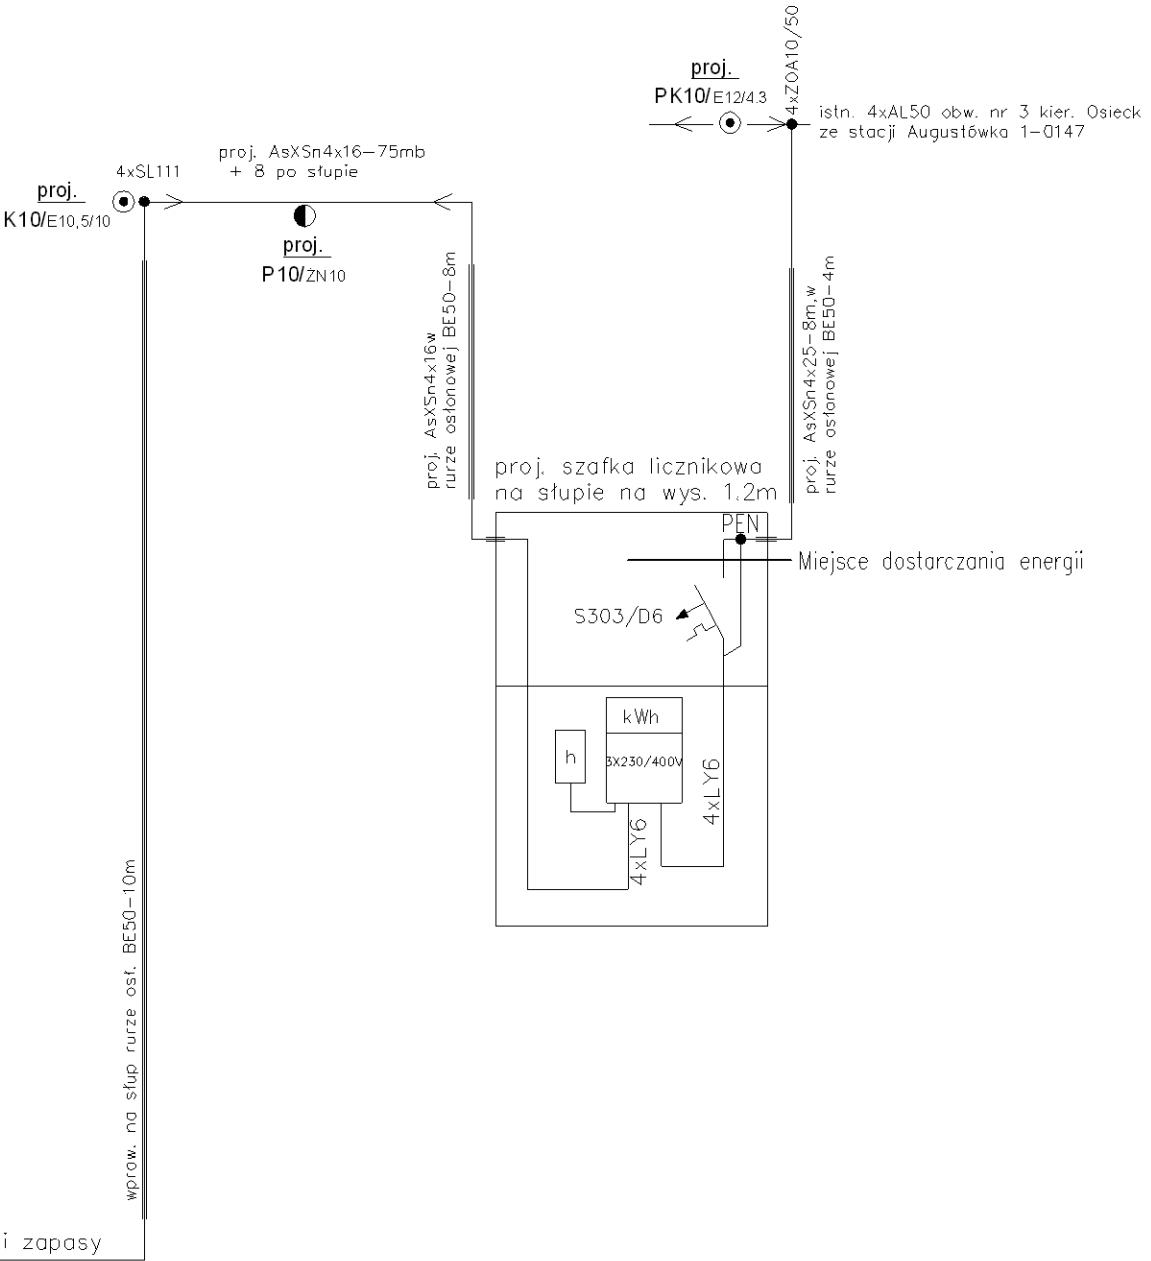 proj.
PK10/E12/4.3
4xZOA10/50
istn. 4xAL50 obw. nr 3 kier. Osieck
ze stacji Augustówka 1-0147
proj. AsXSn4x16-75mb
+ 8 po słupie
4xSL111
proj.
K10/E10,5/10
proj.
P10/ŻN10
proj. AsXSn4x16w
rurze osłonowej BE50-8m
proj. AsXSn4x25-8m,w
rurze osłonowej BE50-4m
proj. szafka licznikowa
na słupie na wys. 1.2m
PEN
Miejsce dostarczania energii
S303/D6
kWh
h
3X230/400V
4xLY6
4xLY6
wprow. na słup rurze osł. BE50-10m
i zapasy